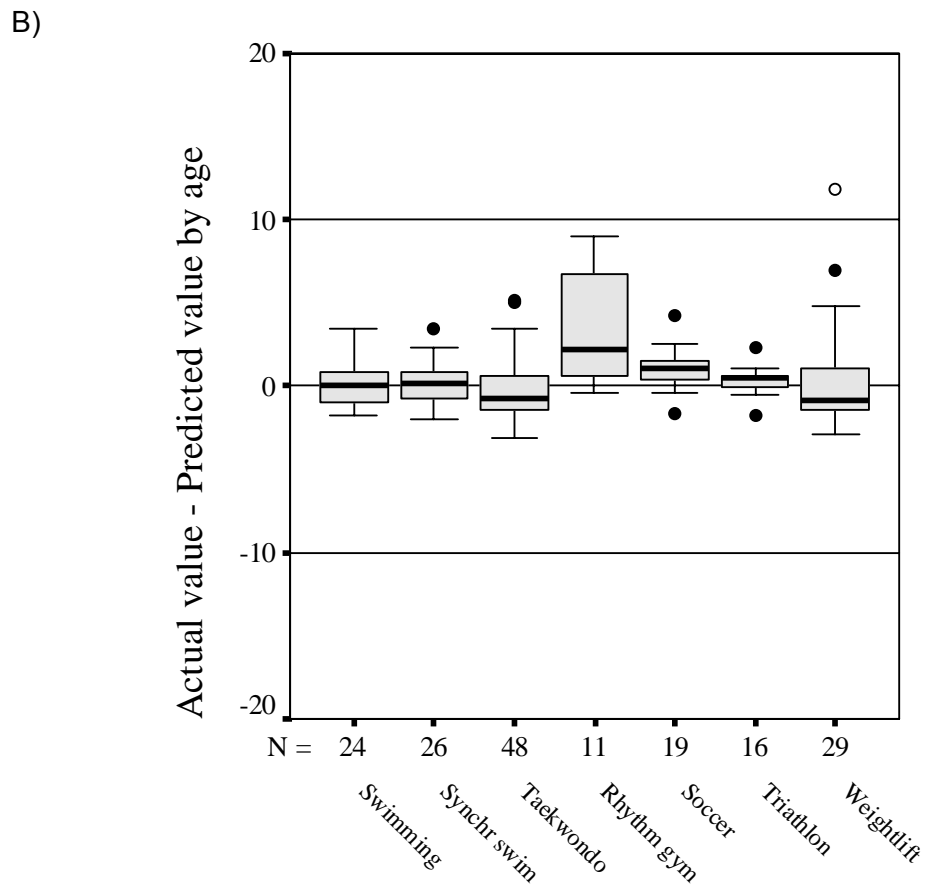 B)
Actual value - Predicted value by age
20
10
0
-10
-20
N = 24 26 48 11 19 16 29
Swimming
Synchr swim
Taekwondo
Rhythm gym
Soccer
Triathlon
Weightlift